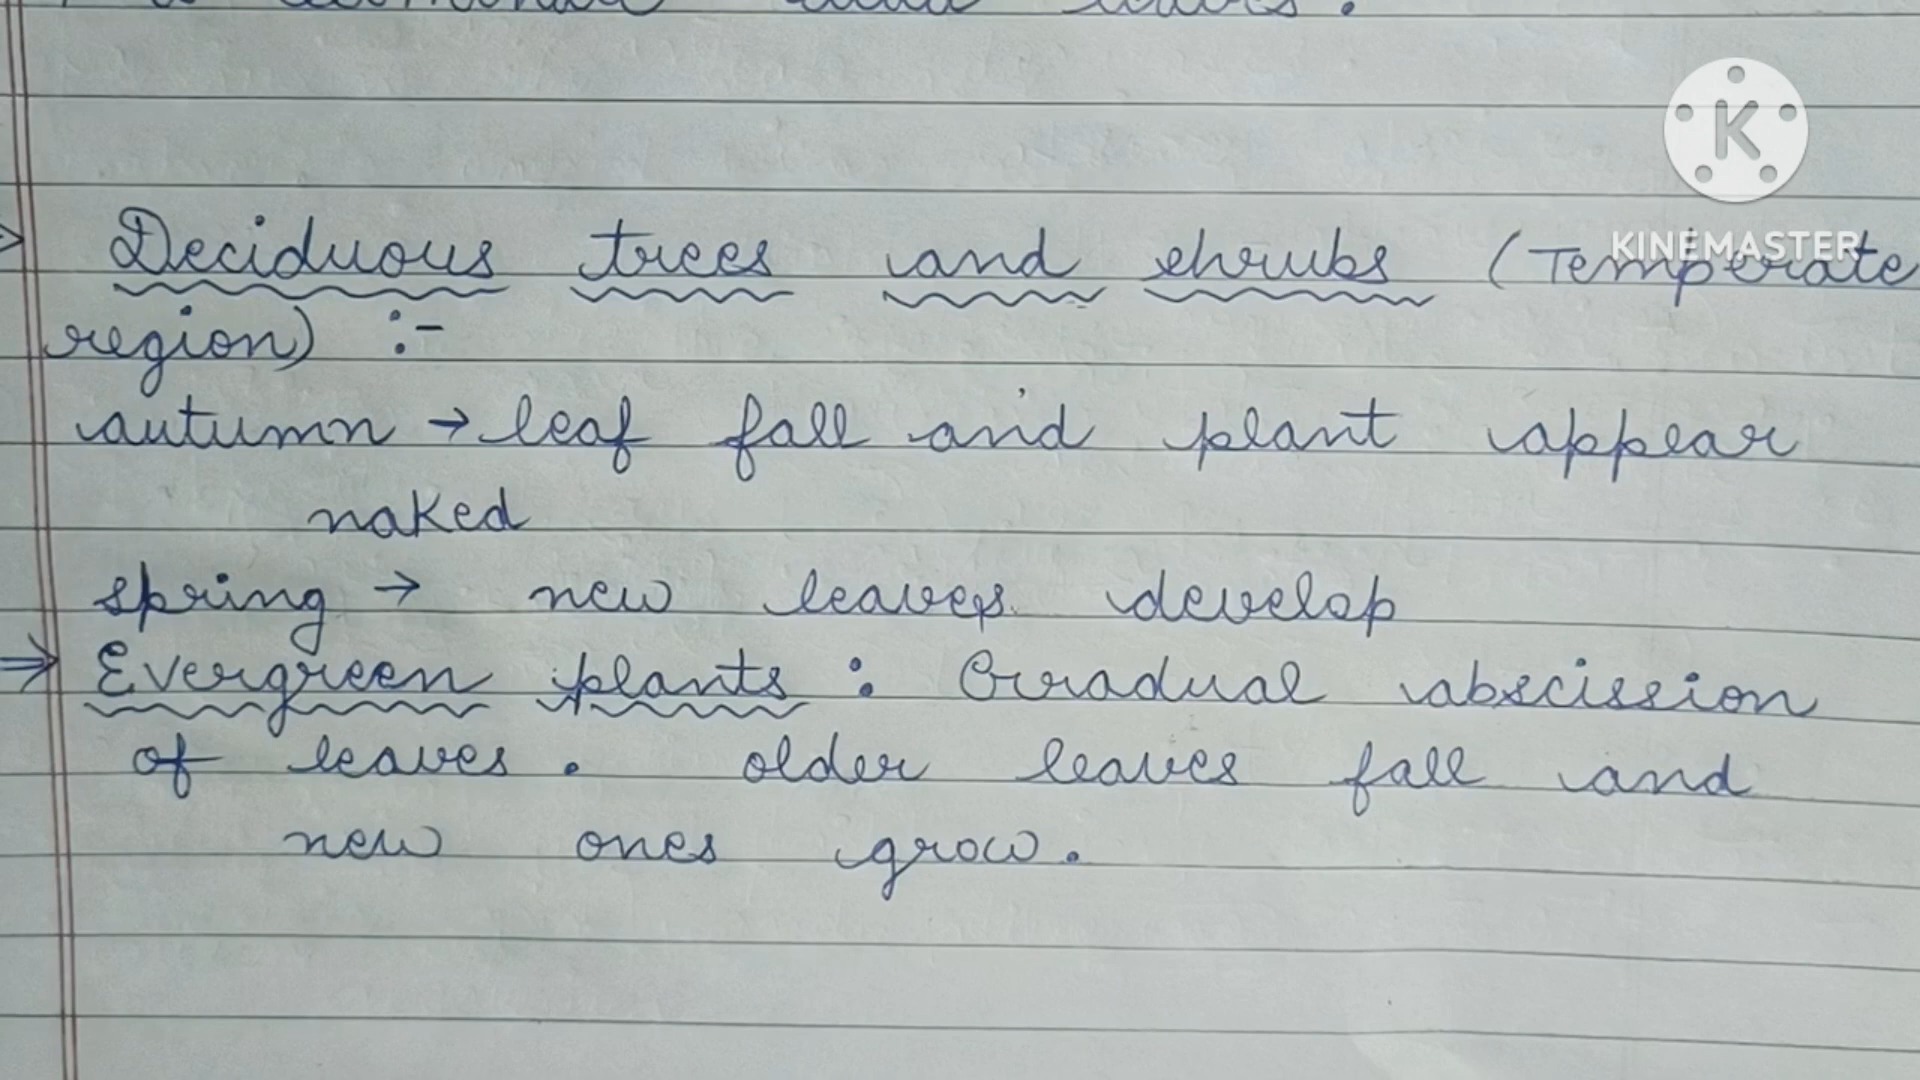 ⇒ Deciduous trees and shrubs (Temperate
region) :-
autumn → leaf fall and plant appear
naked
spring → new leaves develop
⇒ Evergreen plants : Gradual abscission
of leaves . older leaves fall and
new ones grow.
KINEMASTER